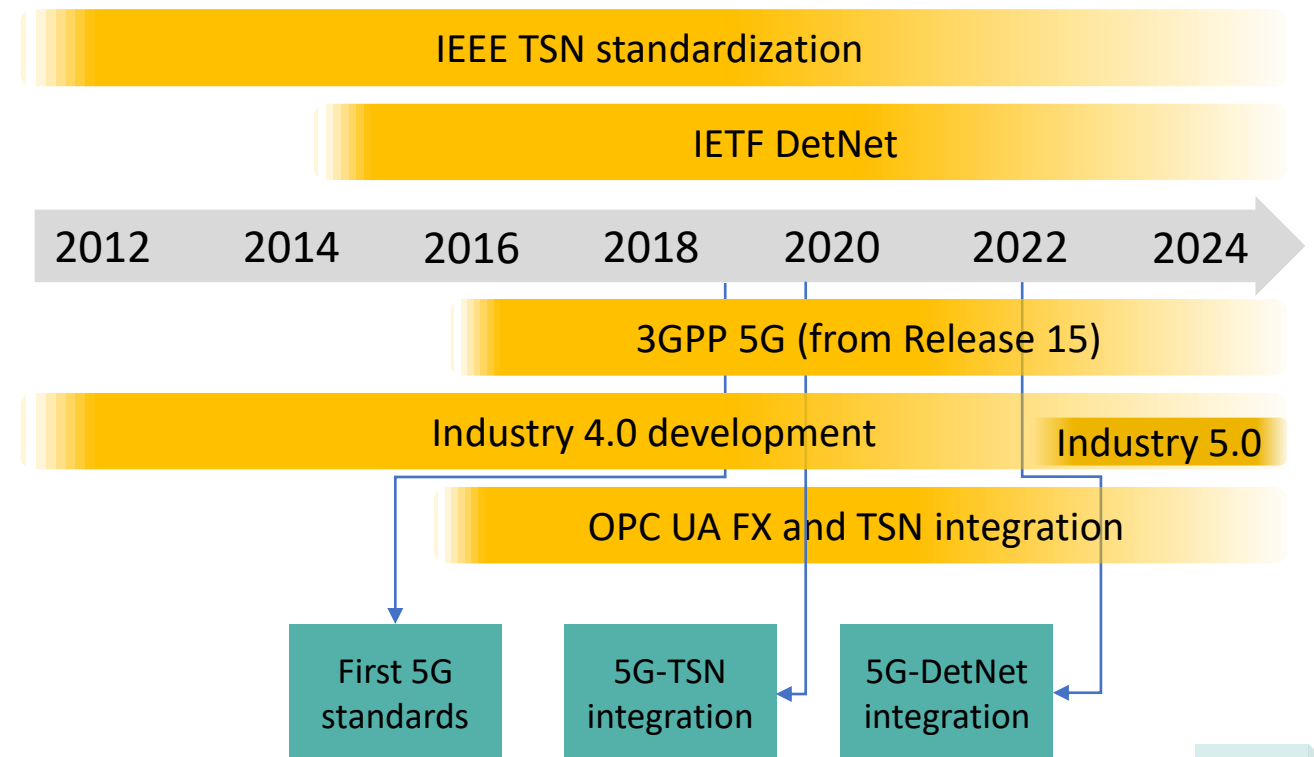 IEEE TSN standardization
IETF DetNet
2012 2014 2016 2018 2020 2022 2024
3GPP 5G (from Release 15)
Industry 4.0 development
Industry 5.0
OPC UA FX and TSN integration
First 5G
standards
5G-TSN
integration
5G-DetNet
integration